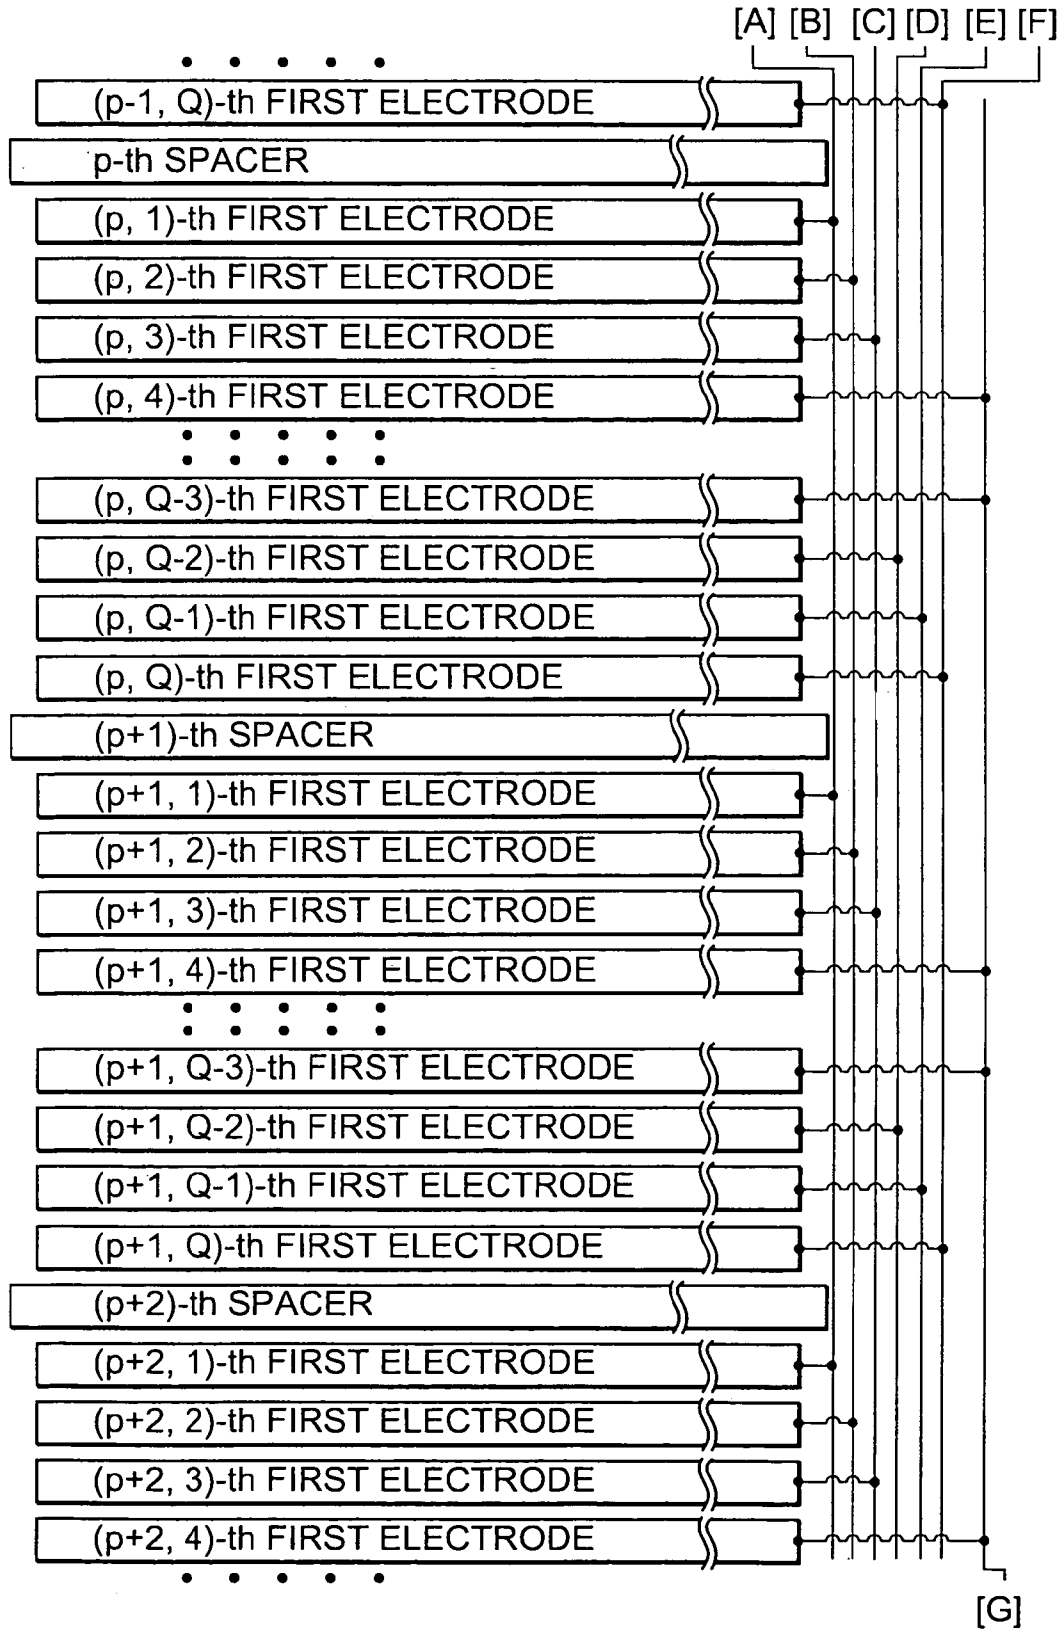 [A] [B] [C] [D] [E] [F]
(p-1, Q)-th FIRST ELECTRODE
p-th SPACER
(p, 1)-th FIRST ELECTRODE
(p, 2)-th FIRST ELECTRODE
(p, 3)-th FIRST ELECTRODE
(p, 4)-th FIRST ELECTRODE
(p, Q-3)-th FIRST ELECTRODE
(p, Q-2)-th FIRST ELECTRODE
(p, Q-1)-th FIRST ELECTRODE
(p, Q)-th FIRST ELECTRODE
(p+1)-th SPACER
(p+1, 1)-th FIRST ELECTRODE
(p+1, 2)-th FIRST ELECTRODE
(p+1, 3)-th FIRST ELECTRODE
(p+1, 4)-th FIRST ELECTRODE
(p+1, Q-3)-th FIRST ELECTRODE
(p+1, Q-2)-th FIRST ELECTRODE
(p+1, Q-1)-th FIRST ELECTRODE
(p+1, Q)-th FIRST ELECTRODE
(p+2)-th SPACER
(p+2, 1)-th FIRST ELECTRODE
(p+2, 2)-th FIRST ELECTRODE
(p+2, 3)-th FIRST ELECTRODE
(p+2, 4)-th FIRST ELECTRODE
[G]